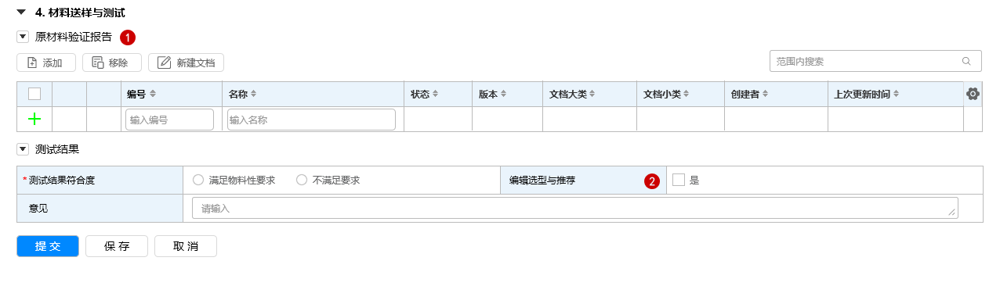 4. 材料送样与测试
原材料验证报告 1
添加 移除 新建文档 范围内搜索
编号 名称 状态 版本 文档大类 文档小类 创建者 上次更新时间
输入编号 输入名称
测试结果
*测试结果符合度 满足物料性要求 不满足要求 编辑选型与推荐 2 是
意见 请输入
提 交 保 存 取 消